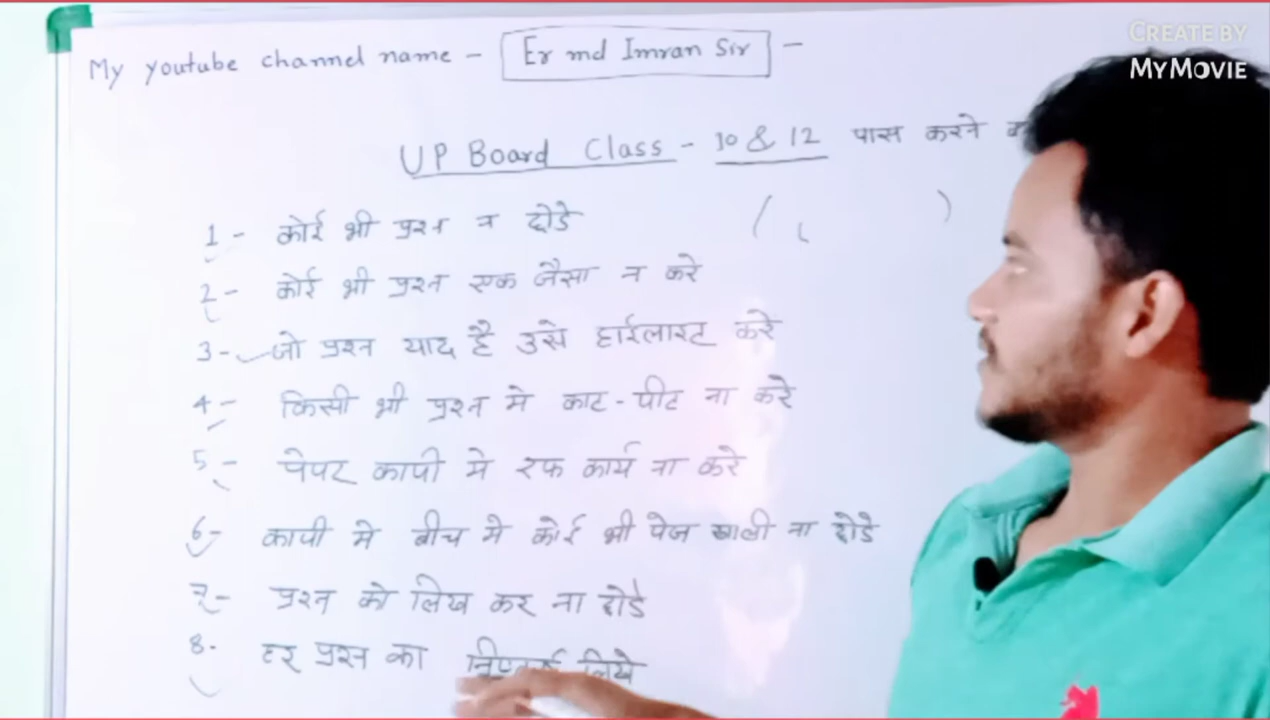 CREATE BY
MYMOVIE
My youtube channel name - Er md Imran Sir -
UP Board Class - 10 & 12 पास करने
1- कोई भी प्रश्न न छोडे
2- कोई भी प्रश्न एक जैसा न करे
3- जो प्रश्न याद है उसे हाईलाईट करे
4- किसी भी प्रश्न मे काट-पीट ना करे
5- पेपर कापी मे रफ कार्य ना करे
6- कापी मे बीच मे कोई भी पेज खाली ना छोडे
7- प्रश्न को लिख कर ना छोडे
8. हर प्रश्न का लिखे